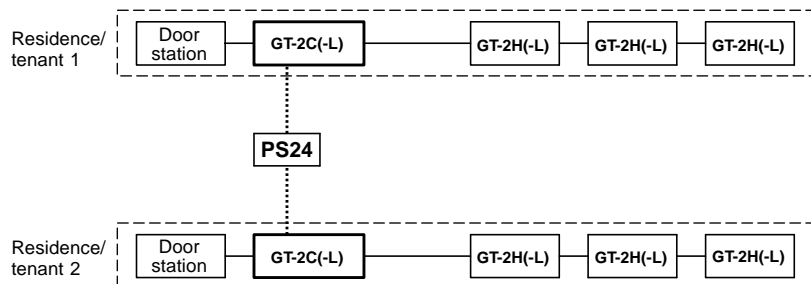 Residence/
tenant 1
Door
station
GT-2C(-L)
GT-2H(-L)
GT-2H(-L)
GT-2H(-L)
PS24
Residence/
tenant 2
Door
station
GT-2C(-L)
GT-2H(-L)
GT-2H(-L)
GT-2H(-L)